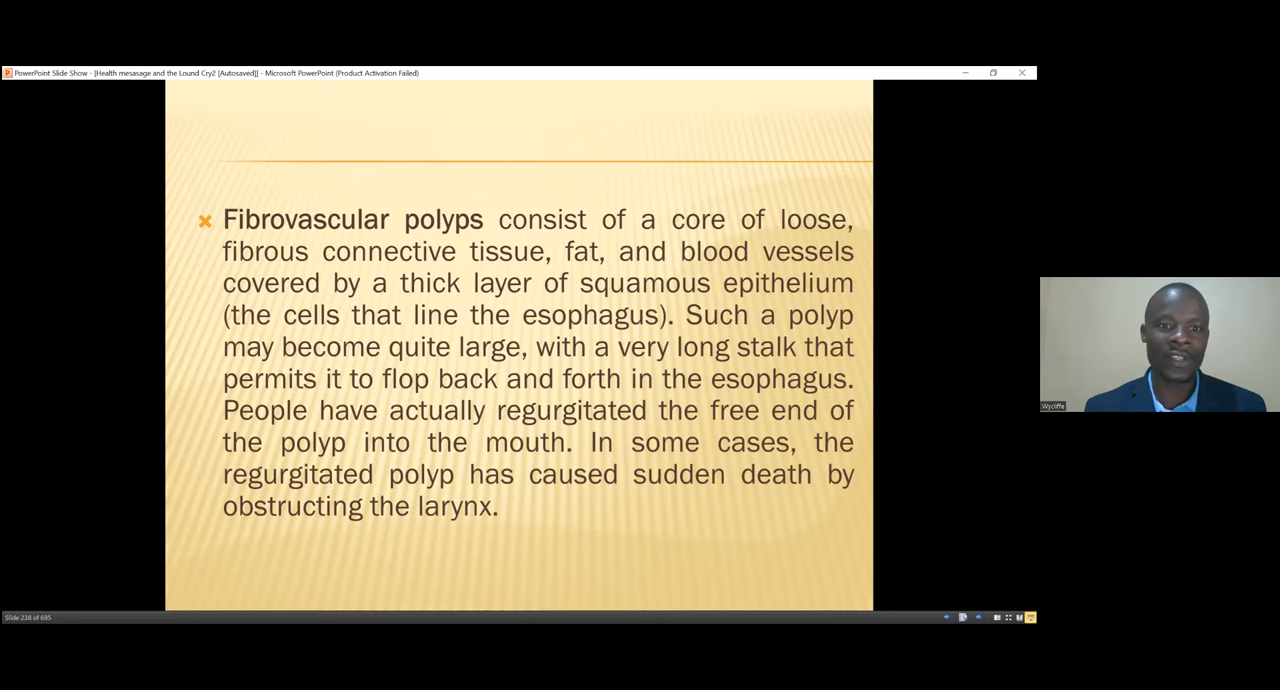 PowerPoint Slide Show - [Health mesasage and the Lound Cry2 [Autosaved]] - Microsoft PowerPoint (Product Activation Failed)
Fibrovascular polyps consist of a core of loose,
fibrous connective tissue, fat, and blood vessels
covered by a thick layer of squamous epithelium
(the cells that line the esophagus). Such a polyp
may become quite large, with a very long stalk that
permits it to flop back and forth in the esophagus.
People have actually regurgitated the free end of
the polyp into the mouth. In some cases, the
regurgitated polyp has caused sudden death by
obstructing the larynx.
Wycliffe
Slide 238 of 695